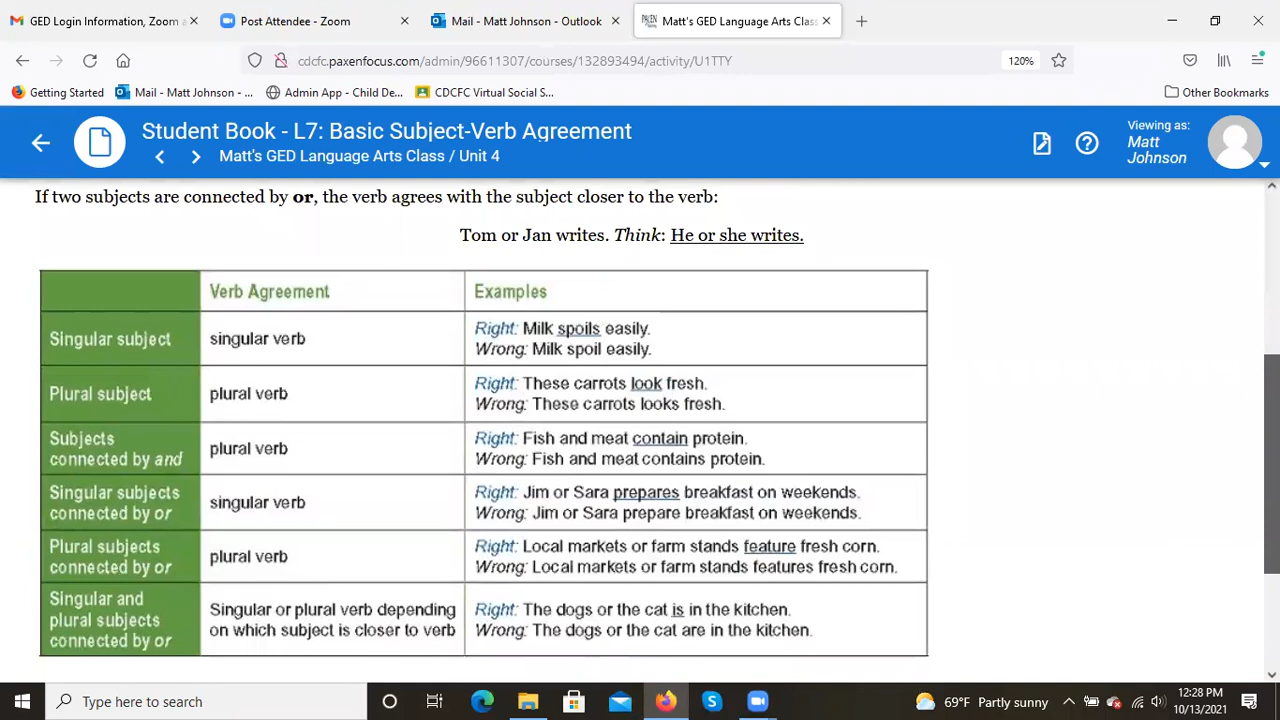 GED Login Information, Zoom a
Post Attendee - Zoom
Mail - Matt Johnson - Outlook
Matt's GED Language Arts Clas
cdcfc.paxenfocus.com/admin/96611307/courses/132893494/activity/U1TTY
120%
Getting Started
Mail - Matt Johnson - ...
Admin App - Child De...
CDCFC Virtual Social S...
Other Bookmarks
Student Book - L7: Basic Subject-Verb Agreement
Matt's GED Language Arts Class / Unit 4
Viewing as:
Matt
Johnson
If two subjects are connected by or, the verb agrees with the subject closer to the verb:
Tom or Jan writes. Think: He or she writes.
Verb Agreement
Examples
Singular subject
singular verb
Right: Milk spoils easily.
Wrong: Milk spoil easily.
Plural subject
plural verb
Right: These carrots look fresh.
Wrong: These carrots looks fresh.
Subjects
connected by and
plural verb
Right: Fish and meat contain protein.
Wrong: Fish and meat contains protein.
Singular subjects
connected by or
singular verb
Right: Jim or Sara prepares breakfast on weekends.
Wrong: Jim or Sara prepare breakfast on weekends.
Plural subjects
connected by or
plural verb
Right: Local markets or farm stands feature fresh corn.
Wrong: Local markets or farm stands features fresh corn.
Singular and
plural subjects
connected by or
Singular or plural verb depending
on which subject is closer to verb
Right: The dogs or the cat is in the kitchen.
Wrong: The dogs or the cat are in the kitchen.
Type here to search
69°F Partly sunny
12:28 PM
10/13/2021